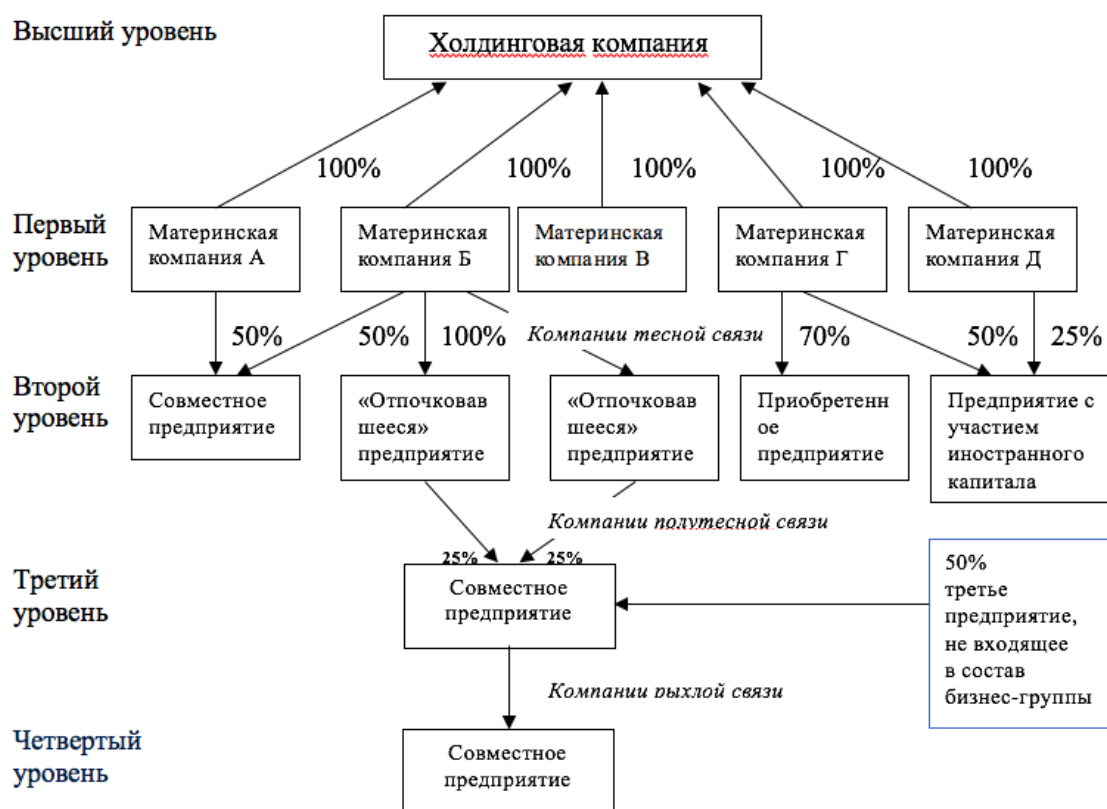 Высший уровень
Холдинговая компания
100%
100%
100%
100%
100%
Первый
уровень
Материнская
компания А
Материнская
компания Б
Материнская
компания В
Материнская
компания Г
Материнская
компания Д
50%
50%
100%
Компании тесной связи
70%
50%
25%
Второй
уровень
Совместное
предприятие
«Отпочковав
шееся»
предприятие
«Отпочковав
шееся»
предприятие
Приобретенн
ое
предприятие
Предприятие с
участием
иностранного
капитала
Компании полутесной связи
25%
25%
Третий
уровень
Совместное
предприятие
50%
третье
предприятие,
не входящее
в состав
бизнес-группы
Компании рыхлой связи
Четвертый
уровень
Совместное
предприятие